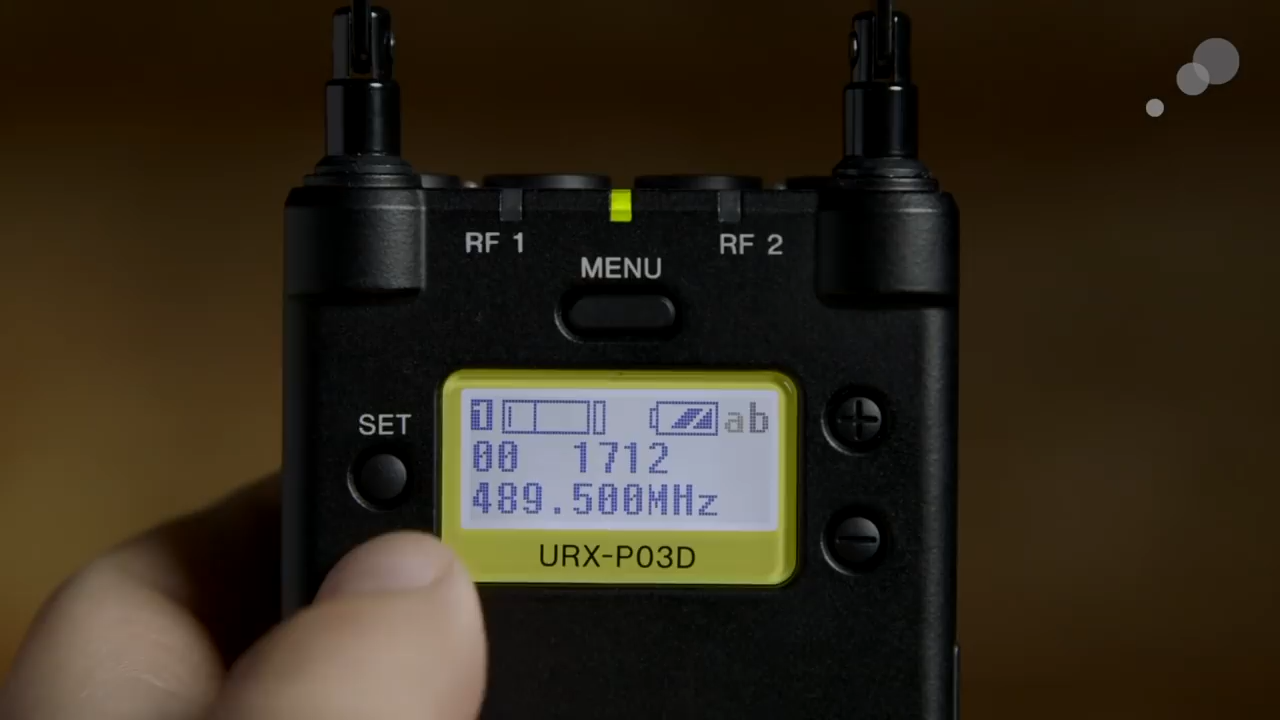 RF 1
RF 2
MENU
SET
1 ab
00 1712
489.500MHz
URX-P03D